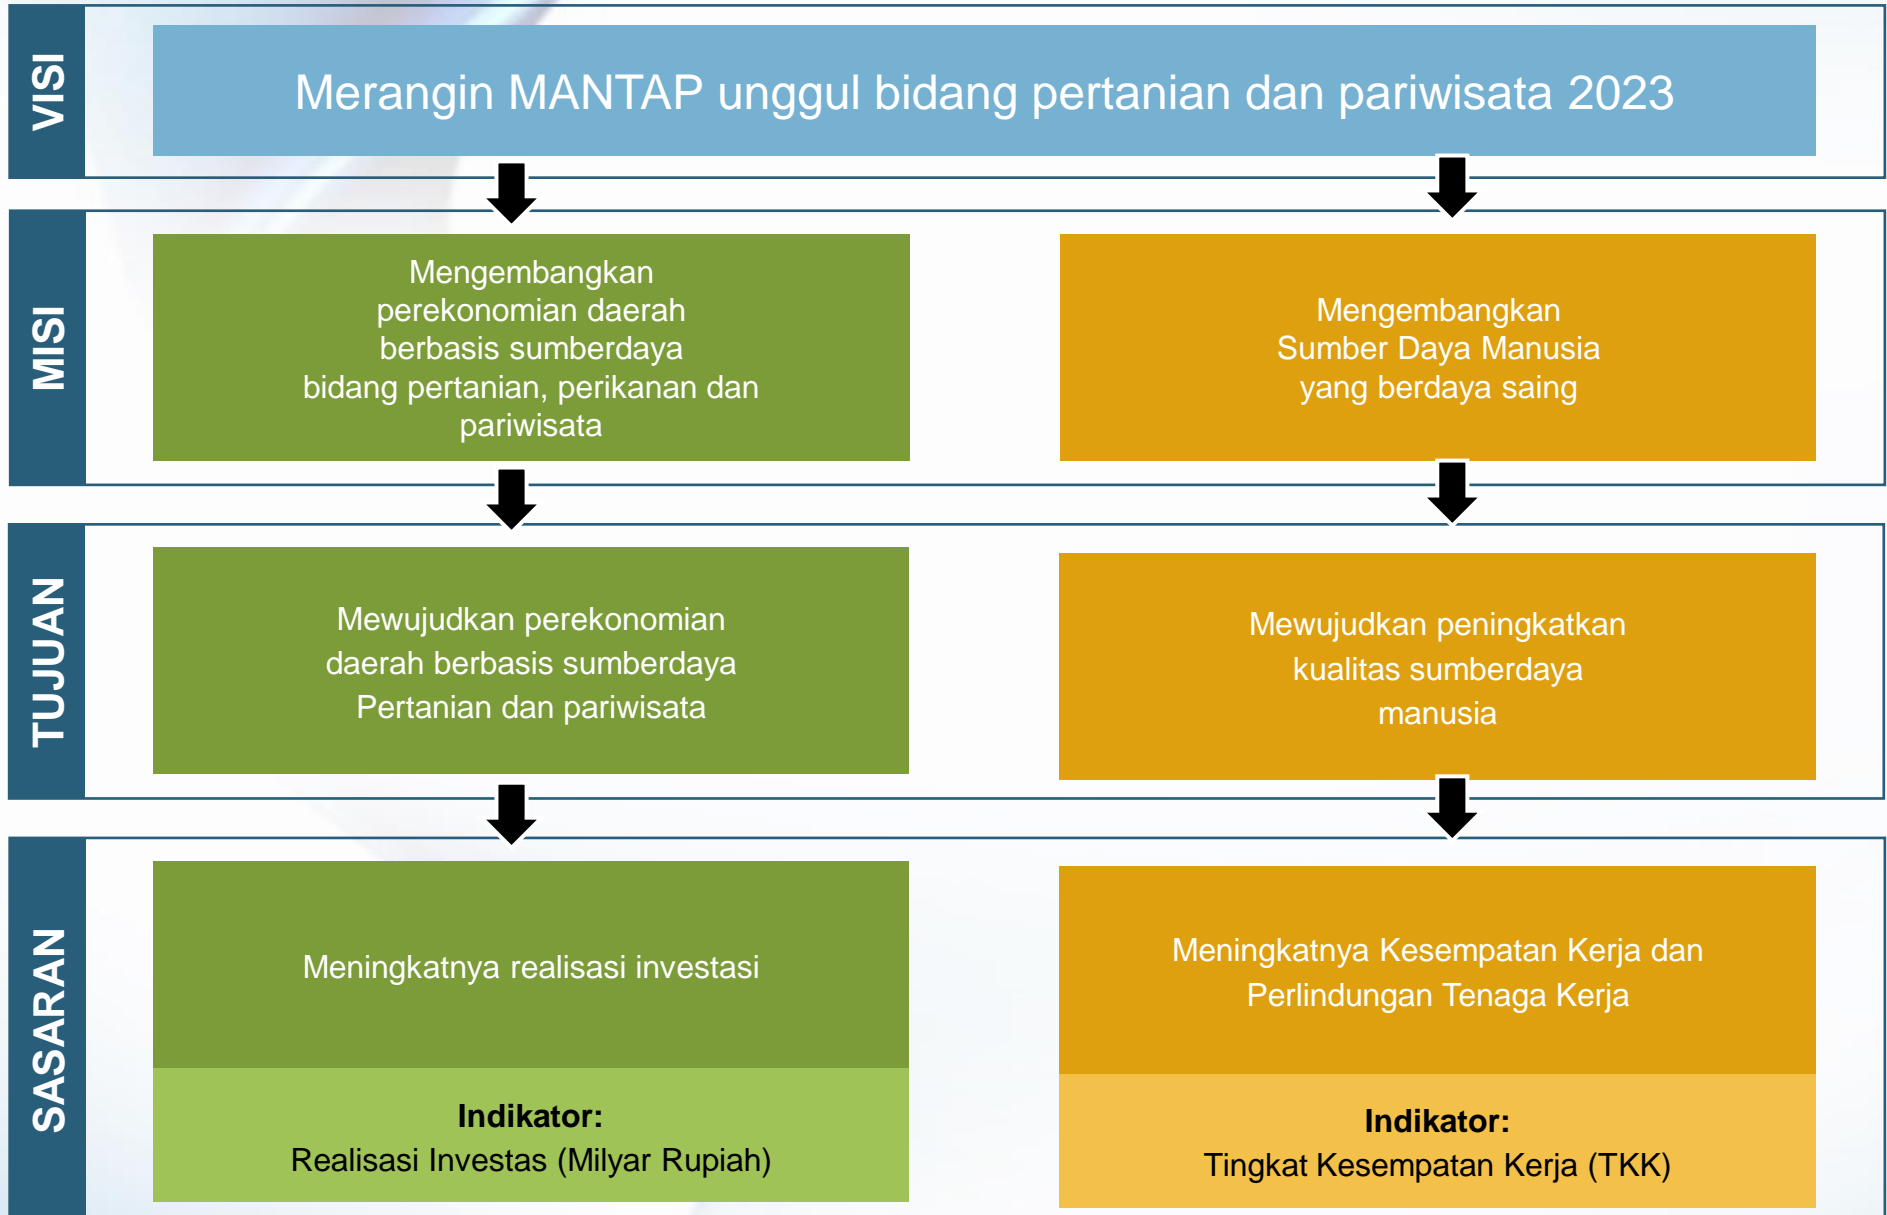 VISI
Merangin MANTAP unggul bidang pertanian dan pariwisata 2023
MISI
Mengembangkan
perekonomian daerah
berbasis sumberdaya
bidang pertanian, perikanan dan
pariwisata
Mengembangkan
Sumber Daya Manusia
yang berdaya saing
TUJUAN
Mewujudkan perekonomian
daerah berbasis sumberdaya
Pertanian dan pariwisata
Mewujudkan peningkatkan
kualitas sumberdaya
manusia
SASARAN
Meningkatnya realisasi investasi
Indikator:
Realisasi Investas (Milyar Rupiah)
Meningkatnya Kesempatan Kerja dan
Perlindungan Tenaga Kerja
Indikator:
Tingkat Kesempatan Kerja (TKK)